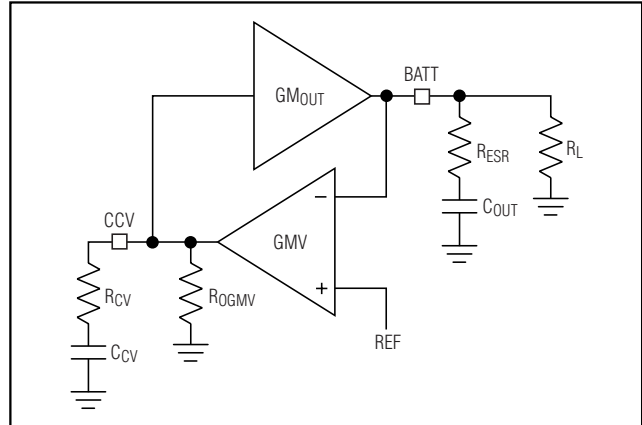 GMOUT
BATT
RESR
RL
COUT
CCV
GMV
−
+
RCV
ROGMV
CCV
REF